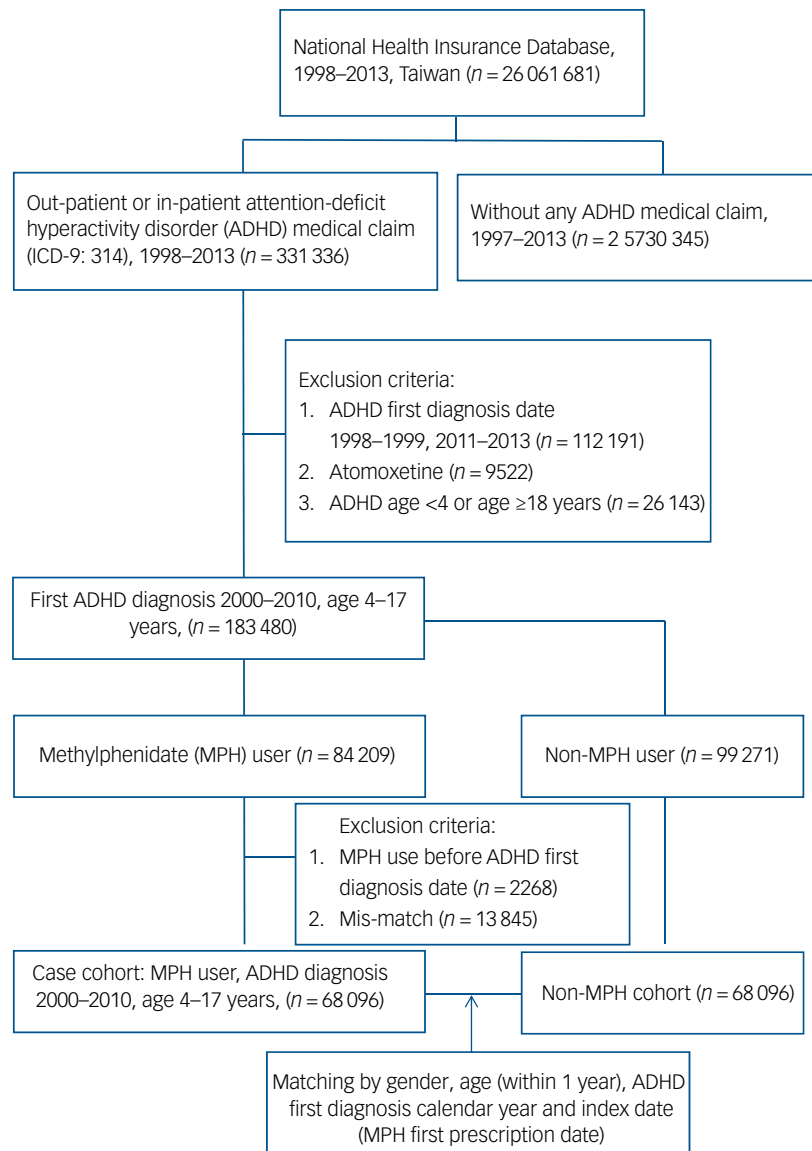 National Health Insurance Database,
1998–2013, Taiwan (n = 26 061 681)
Out-patient or in-patient attention-deficit
hyperactivity disorder (ADHD) medical claim
(ICD-9: 314), 1998–2013 (n = 331 336)
Without any ADHD medical claim,
1997–2013 (n = 2 5730 345)
Exclusion criteria:
1. ADHD first diagnosis date
1998–1999, 2011–2013 (n = 112 191)
2. Atomoxetine (n = 9522)
3. ADHD age <4 or age ≥18 years (n = 26 143)
First ADHD diagnosis 2000–2010, age 4–17
years, (n = 183 480)
Methylphenidate (MPH) user (n = 84 209)
Non-MPH user (n = 99 271)
Exclusion criteria:
1. MPH use before ADHD first
diagnosis date (n = 2268)
2. Mis-match (n = 13 845)
Case cohort: MPH user, ADHD diagnosis
2000–2010, age 4–17 years, (n = 68 096)
Non-MPH cohort (n = 68 096)
Matching by gender, age (within 1 year), ADHD
first diagnosis calendar year and index date
(MPH first prescription date)